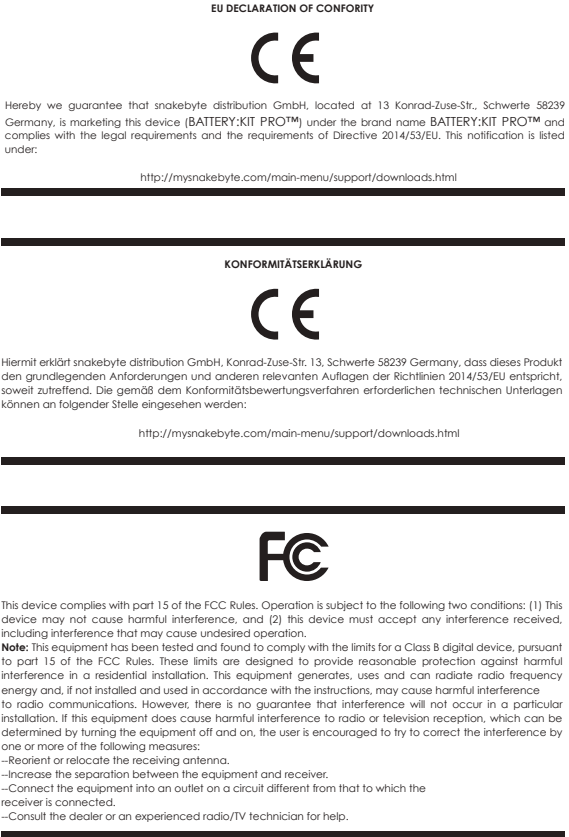 EU DECLARATION OF CONFORITY
CE
Hereby we guarantee that snakebyte distribution GmbH, located at 13 Konrad-Zuse-Str., Schwerte 58239
Germany, is marketing this device (BATTERY:KIT PRO™) under the brand name BATTERY:KIT PRO™ and
complies with the legal requirements and the requirements of Directive 2014/53/EU. This notification is listed
under:
http://mysnakebyte.com/main-menu/support/downloads.html
KONFORMITÄTSERKLÄRUNG
CE
Hiermit erklärt snakebyte distribution GmbH, Konrad-Zuse-Str. 13, Schwerte 58239 Germany, dass dieses Produkt
den grundlegenden Anforderungen und anderen relevanten Auflagen der Richtlinien 2014/53/EU entspricht,
soweit zutreffend. Die gemäß dem Konformitätsbewertungsverfahren erforderlichen technischen Unterlagen
können an folgender Stelle eingesehen werden:
http://mysnakebyte.com/main-menu/support/downloads.html
FC
This device complies with part 15 of the FCC Rules. Operation is subject to the following two conditions: (1) This
device may not cause harmful interference, and (2) this device must accept any interference received,
including interference that may cause undesired operation.
Note: This equipment has been tested and found to comply with the limits for a Class B digital device, pursuant
to part 15 of the FCC Rules. These limits are designed to provide reasonable protection against harmful
interference in a residential installation. This equipment generates, uses and can radiate radio frequency
energy and, if not installed and used in accordance with the instructions, may cause harmful interference
to radio communications. However, there is no guarantee that interference will not occur in a particular
installation. If this equipment does cause harmful interference to radio or television reception, which can be
determined by turning the equipment off and on, the user is encouraged to try to correct the interference by
one or more of the following measures:
--Reorient or relocate the receiving antenna.
--Increase the separation between the equipment and receiver.
--Connect the equipment into an outlet on a circuit different from that to which the
receiver is connected.
--Consult the dealer or an experienced radio/TV technician for help.